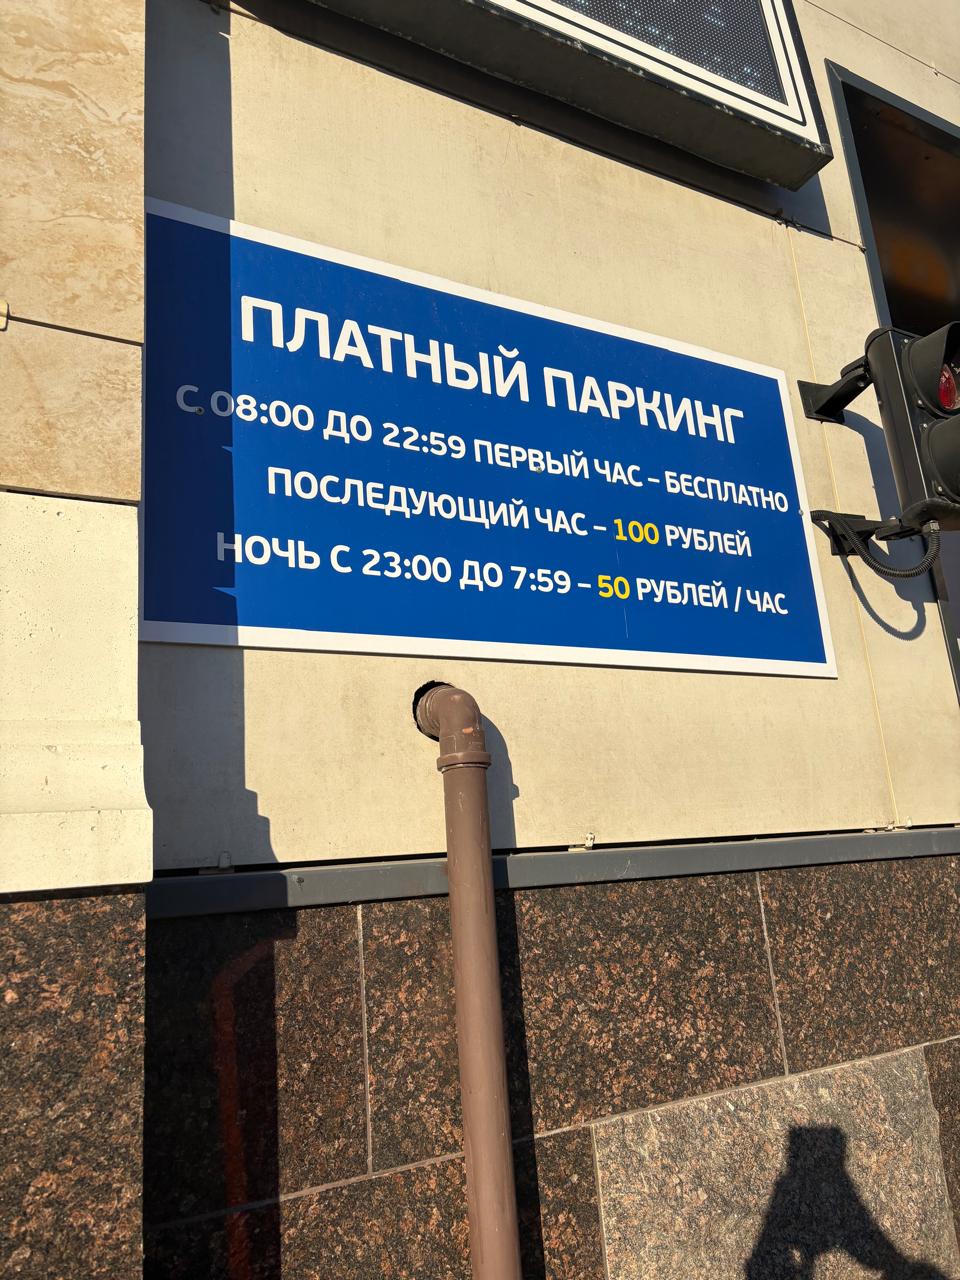 ПЛАТНЫЙ ПАРКИНГ
С 08:00 ДО 22:59 ПЕРВЫЙ ЧАС – БЕСПЛАТНО
ПОСЛЕДУЮЩИЙ ЧАС – 100 РУБЛЕЙ
НОЧЬ С 23:00 ДО 7:59 – 50 РУБЛЕЙ / ЧАС